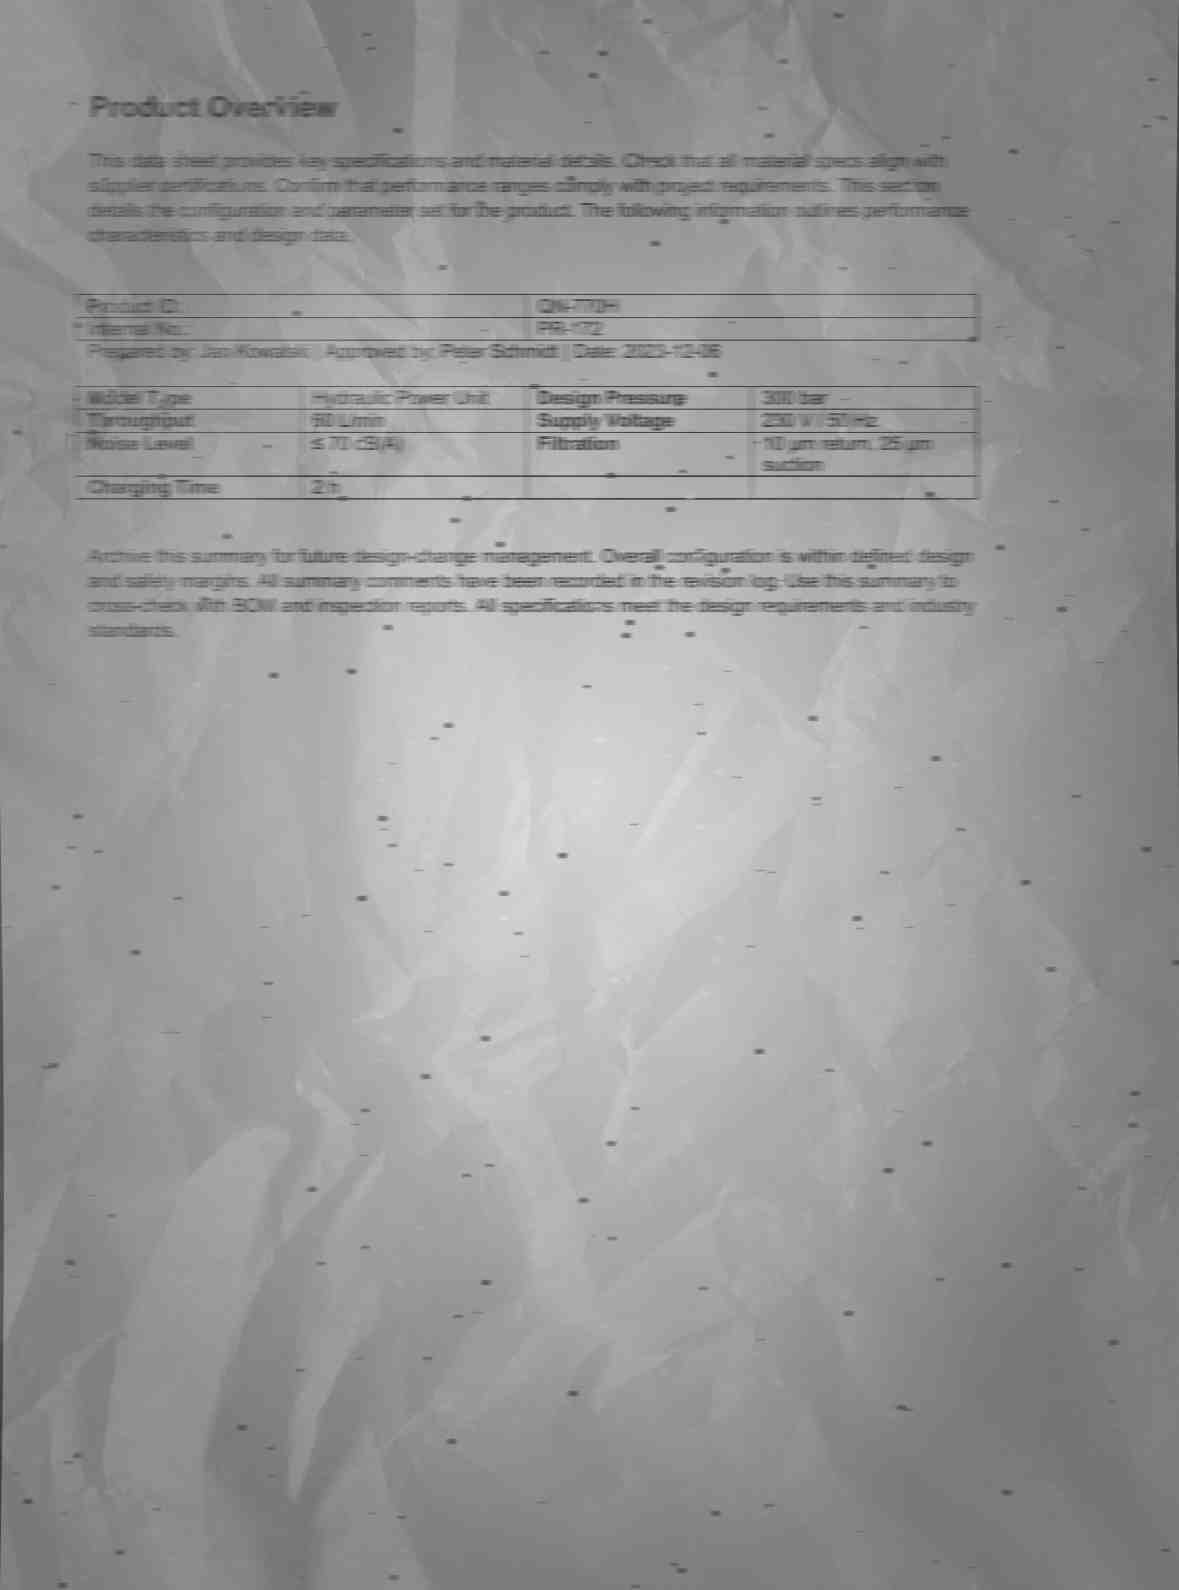 Product Overview
This data sheet provides key specifications and material details. Check that all material specs align with
supplier certifications. Confirm that performance ranges comply with project requirements. This section
details the configuration and parameter set for the product. The following information outlines performance
characteristics and design data.
Product ID: QN-770H
Internal No.: PR-172
Prepared by: Jan Kowalski | Approved by: Peter Schmidt | Date: 2023-12-06
Model Type Hydraulic Power Unit Design Pressure 300 bar
Throughput 60 L/min Supply Voltage 230 V / 50 Hz
Noise Level ≤ 70 dB(A) Filtration 10 µm return, 25 µm
suction
Charging Time 2 h
Archive this summary for future design-change management. Overall configuration is within defined design
and safety margins. All summary comments have been recorded in the revision log. Use this summary to
cross-check with BOM and inspection reports. All specifications meet the design requirements and industry
standards.